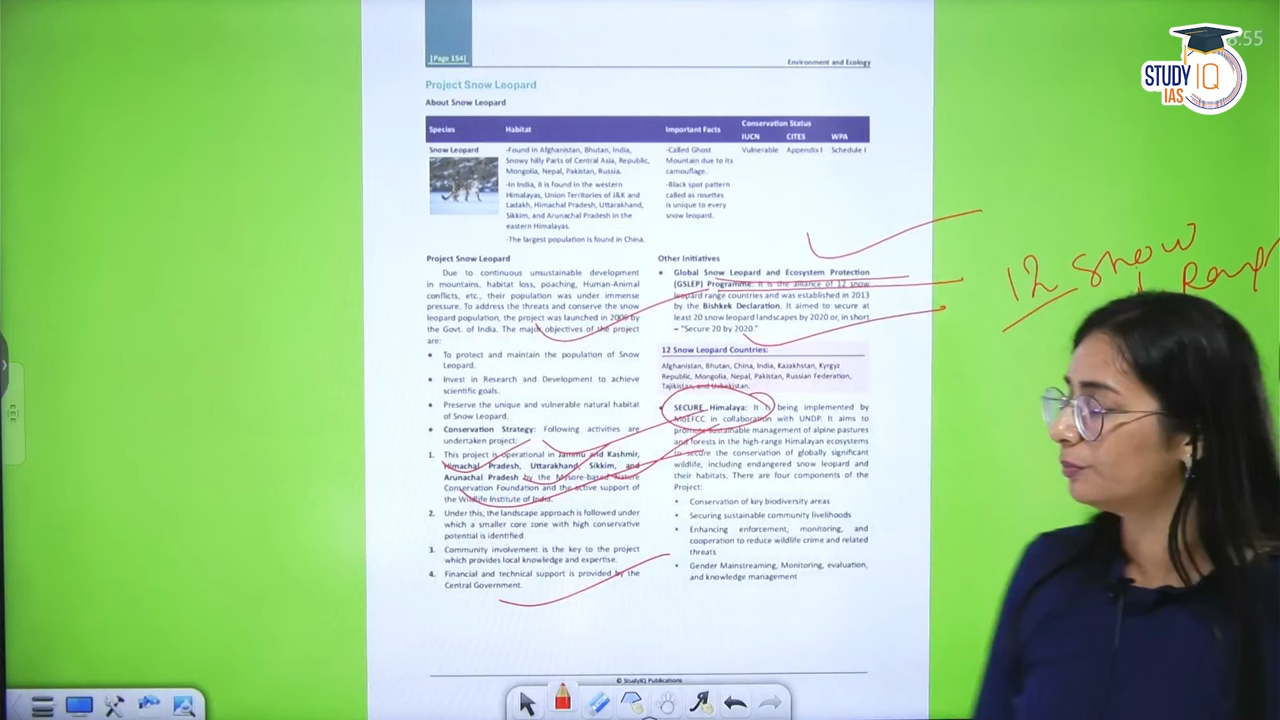 8.55
STUDY IQ
IAS
|Page 154|
Environment and Ecology
Project Snow Leopard
About Snow Leopard
Species Habitat Important Facts Conservation Status
IUCN CITES WPA
Snow Leopard
-Found in Afghanistan, Bhutan, India,
Snowy hilly Parts of Central Asia, Republic,
Mongolia, Nepal, Pakistan, Russia.
-In India, it is found in the western
Himalayas, Union Territories of J&K and
Ladakh, Himachal Pradesh, Uttarakhand,
Sikkim, and Arunachal Pradesh in the
eastern Himalayas.
-The largest population is found in China.
-Called Ghost
Mountain due to its
camouflage.
-Black spot pattern
called as rosettes
is unique to every
snow leopard.
Vulnerable Appendix I Schedule I
Project Snow Leopard
Due to continuous unsustainable development
in mountains, habitat loss, poaching, Human-Animal
conflicts, etc., their population was under immense
pressure. To address the threats and conserve the snow
leopard population, the project was launched in 2009 by
the Govt. of India. The major objectives of the project
are:
• To protect and maintain the population of Snow
Leopard.
• Invest in Research and Development to achieve
scientific goals.
• Preserve the unique and vulnerable natural habitat
of Snow Leopard.
• Conservation Strategy: Following activities are
undertaken project:
1. This project is operational in Jammu and Kashmir,
Himachal Pradesh, Uttarakhand, Sikkim, and
Arunachal Pradesh by the Mysore-based Nature
Conservation Foundation and the active support of
the Wildlife Institute of India.
2. Under this, the landscape approach is followed under
which a smaller core zone with high conservative
potential is identified.
3. Community involvement is the key to the project
which provides local knowledge and expertise.
4. Financial and technical support is provided by the
Central Government.
Other Initiatives
• Global Snow Leopard and Ecosystem Protection
(GSLEP) Programme: It is the alliance of 12 snow
leopard range countries and was established in 2013
by the Bishkek Declaration. It aimed to secure at
least 20 snow leopard landscapes by 2020 or, in short
– "Secure 20 by 2020."
12 Snow Leopard Countries:
Afghanistan, Bhutan, China, India, Kazakhstan, Kyrgyz
Republic, Mongolia, Nepal, Pakistan, Russian Federation,
Tajikistan, and Uzbekistan.
• SECURE Himalaya: It is being implemented by
MoEFCC in collaboration with UNDP. It aims to
promote sustainable management of alpine pastures
and forests in the high-range Himalayan ecosystems
to secure the conservation of globally significant
wildlife, including endangered snow leopard and
their habitats. There are four components of the
Project:
• Conservation of key biodiversity areas
• Securing sustainable community livelihoods
• Enhancing enforcement, monitoring, and
cooperation to reduce wildlife crime and related
threats
• Gender Mainstreaming, Monitoring, evaluation,
and knowledge management
© StudyIQ Publications
12 Snow